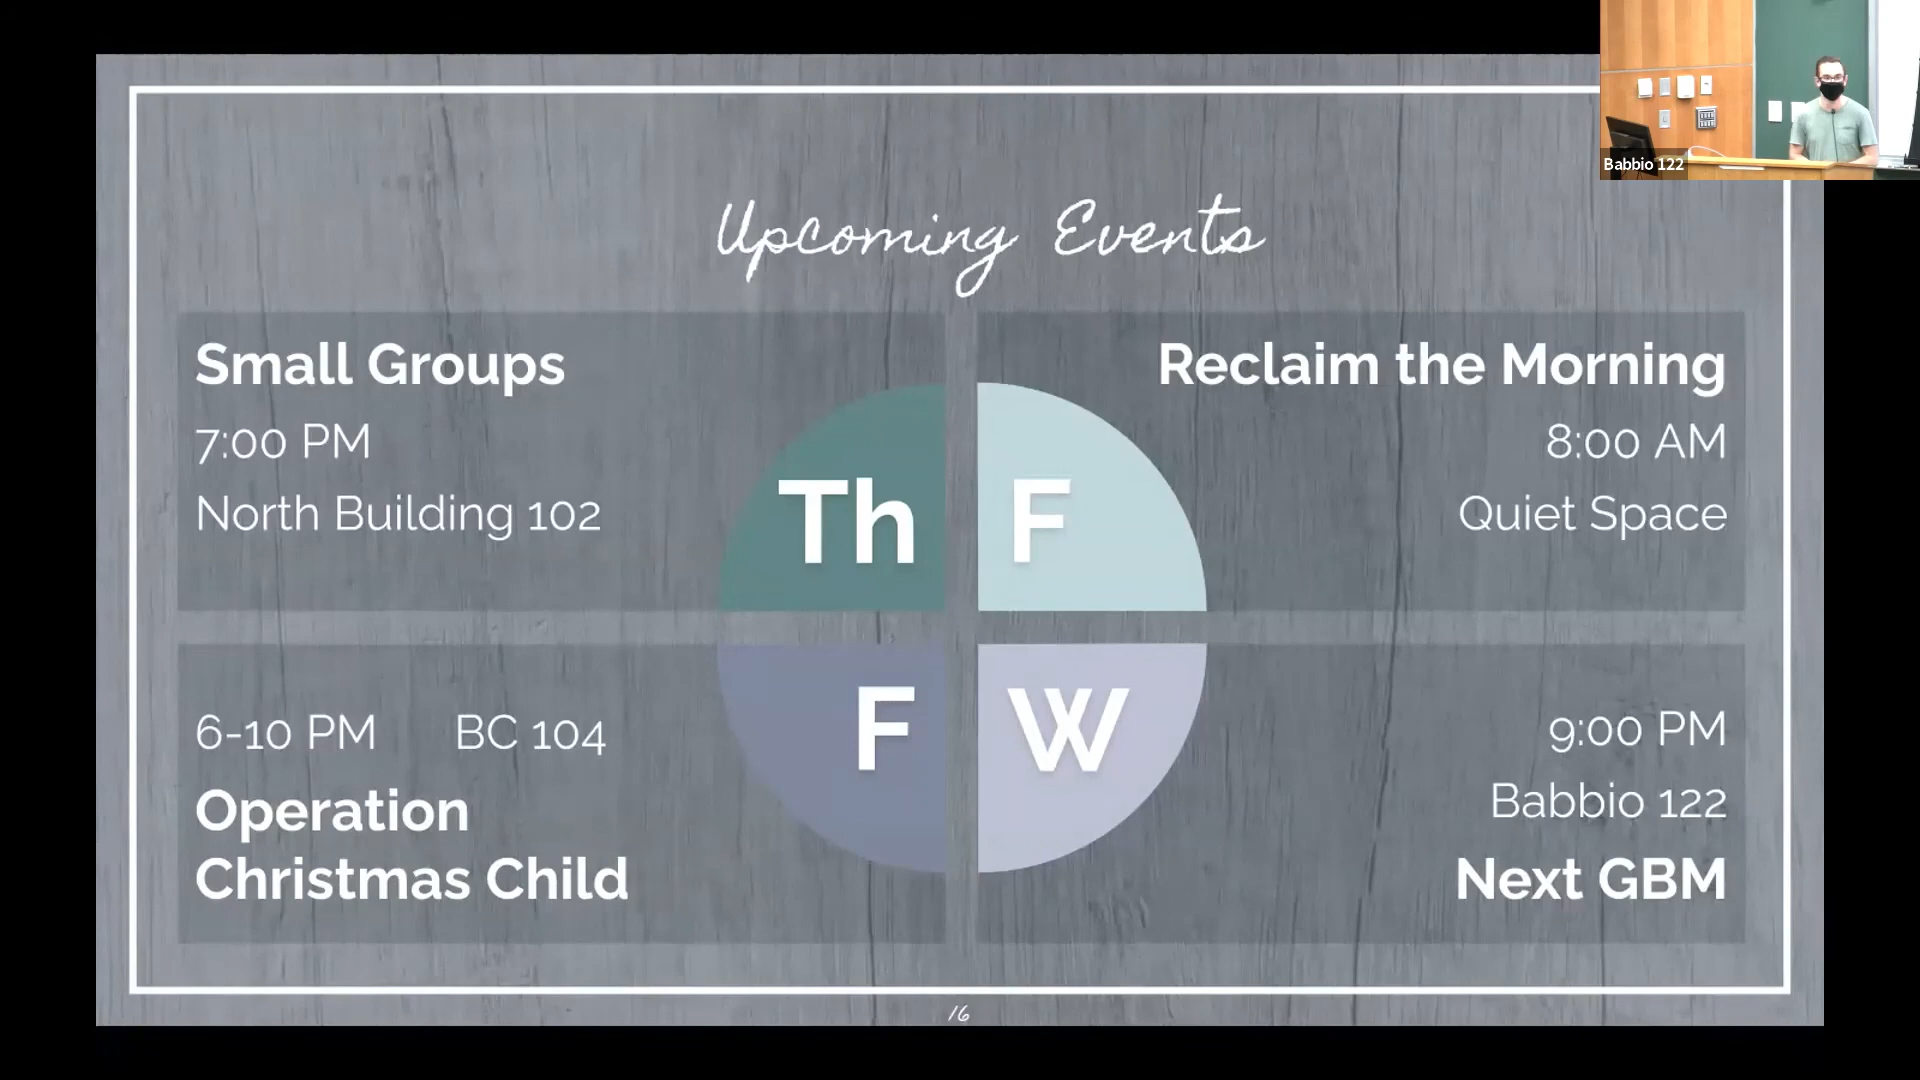 Babbio 122
Upcoming Events
Small Groups
7:00 PM
North Building 102
Th
Reclaim the Morning
8:00 AM
Quiet Space
F
6-10 PM BC 104
Operation
Christmas Child
F
9:00 PM
Babbio 122
Next GBM
W
16